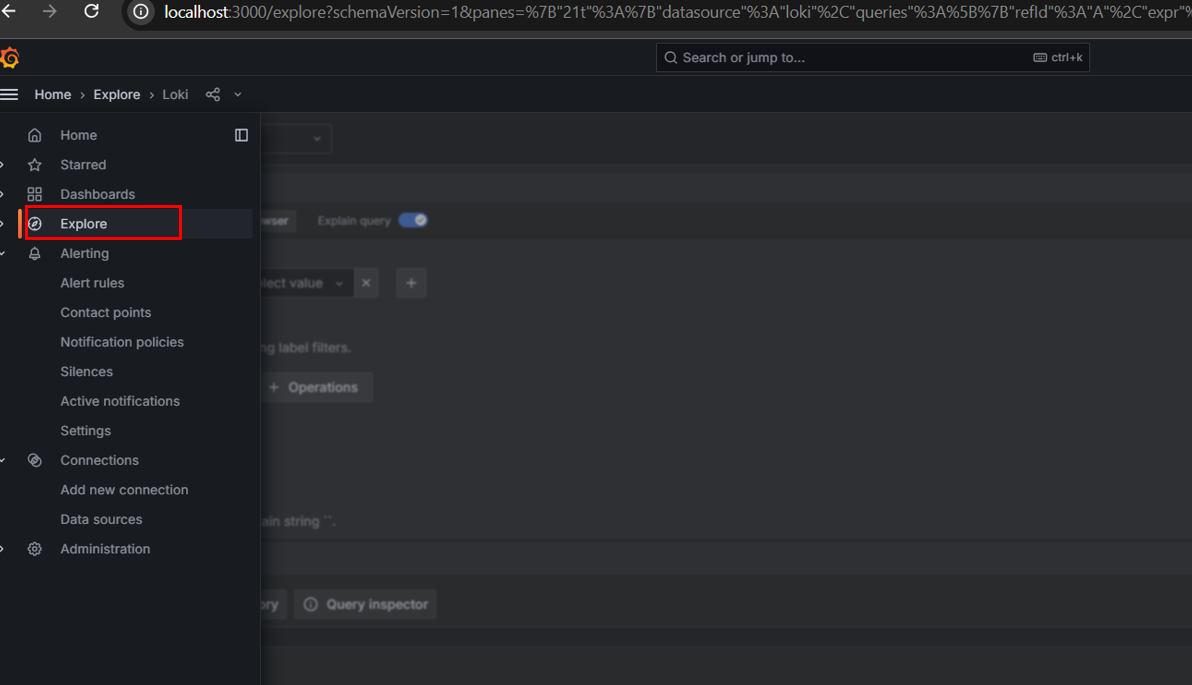 localhost:3000/explore?schemaVersion=1&panes=%7B"21t"%3A%7B"datasource"%3A"loki"%2C"queries"%3A%5B%7B"refId"%3A"A"%2C"expr"%
Search or jump to... ctrl+k
Home › Explore › Loki
Home
Starred
Dashboards
Explore
wser Explain query
Alerting
Alert rules
lect value
Contact points
Notification policies
ng label filters.
Silences
+ Operations
Active notifications
Settings
Connections
Add new connection
Data sources
ain string ``.
Administration
ory Query inspector